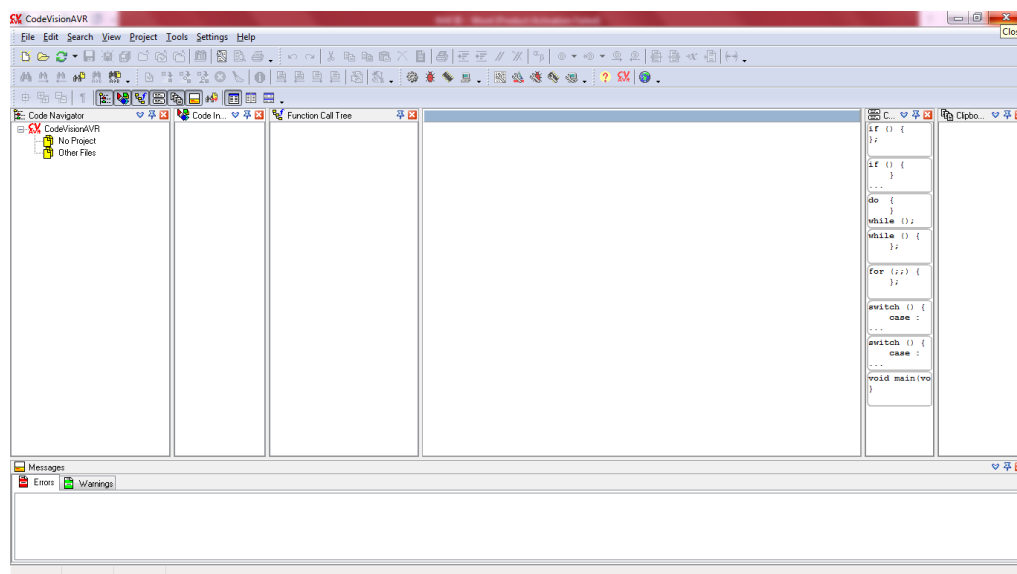 CodeVisionAVR
Clos
File Edit Search View Project Tools Settings Help
Code Navigator
Code In...
Function Call Tree
C...
Clipbo...
CodeVisionAVR
No Project
Other Files
if () {
};
if () {
}
...
do {
}
while ();
while () {
};
for (;;) {
};
switch () {
case :
...
switch () {
case :
...
void main(vo
}
Messages
Errors
Warnings